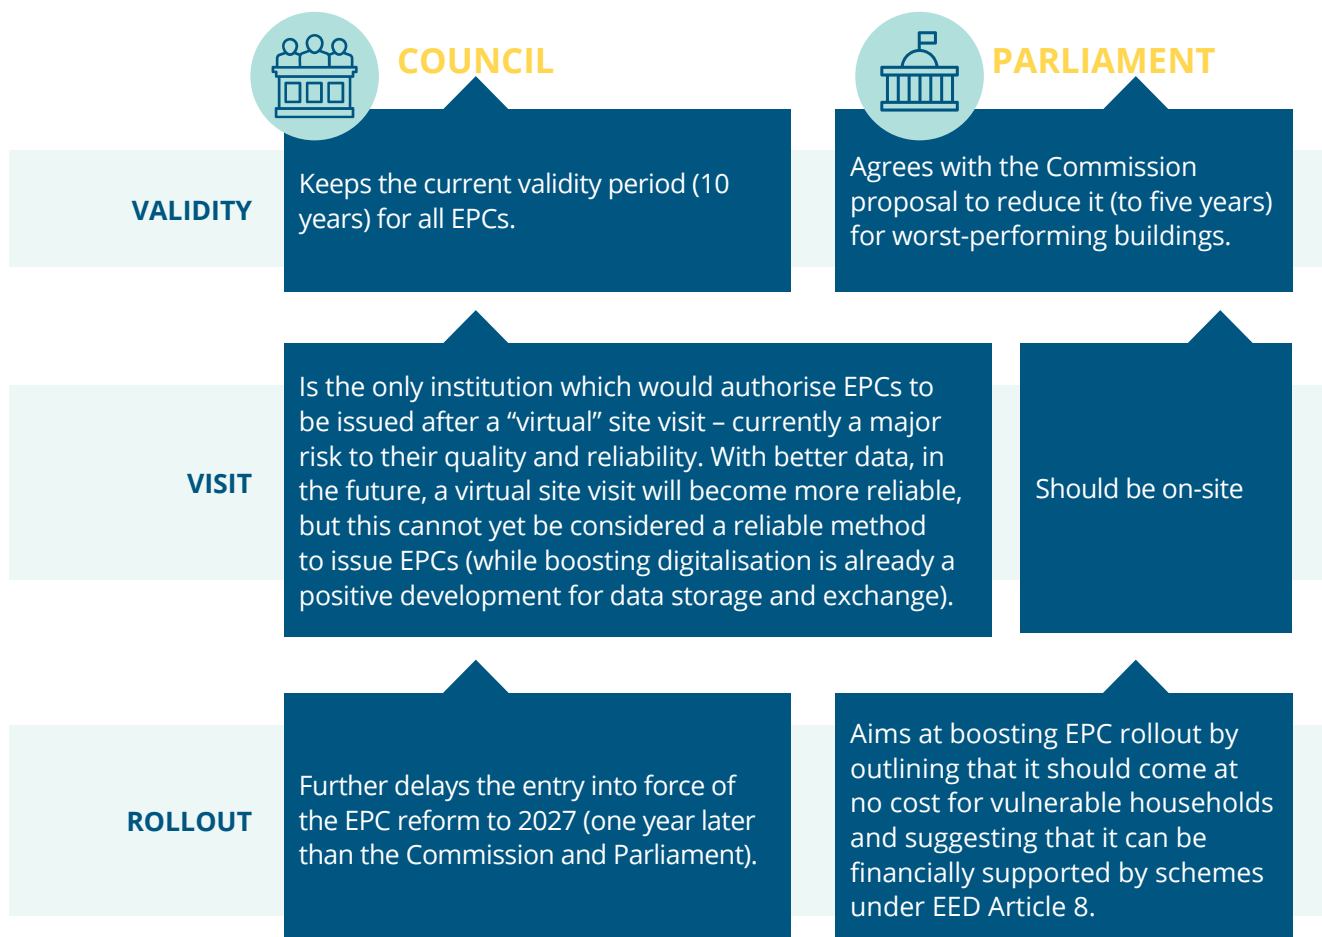 COUNCIL
PARLIAMENT
VALIDITY
Keeps the current validity period (10
years) for all EPCs.
Agrees with the Commission
proposal to reduce it (to five years)
for worst-performing buildings.
VISIT
Is the only institution which would authorise EPCs to
be issued after a “virtual” site visit – currently a major
risk to their quality and reliability. With better data, in
the future, a virtual site visit will become more reliable,
but this cannot yet be considered a reliable method
to issue EPCs (while boosting digitalisation is already a
positive development for data storage and exchange).
Should be on-site
ROLLOUT
Further delays the entry into force of
the EPC reform to 2027 (one year later
than the Commission and Parliament).
Aims at boosting EPC rollout by
outlining that it should come at
no cost for vulnerable households
and suggesting that it can be
financially supported by schemes
under EED Article 8.